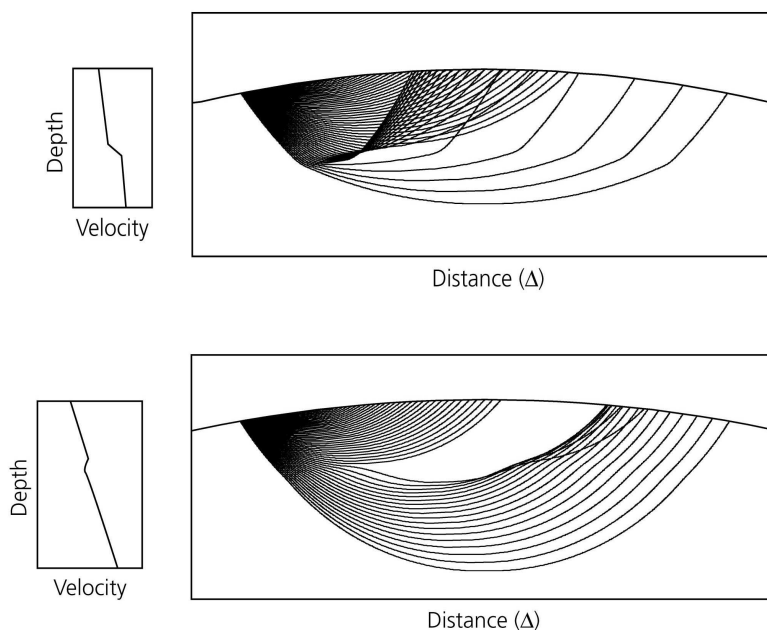 Depth
Velocity
Distance (Δ)
Depth
Velocity
Distance (Δ)